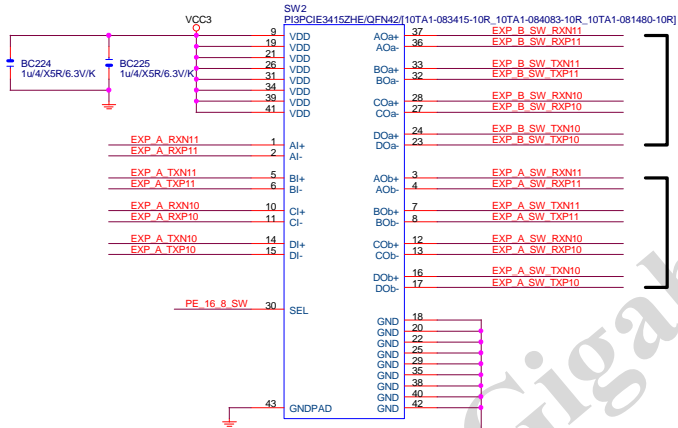 SW2
VCC3
PI3PCIE3415ZHE/QFN42/[10TA1-083415-10R_10TA1-084083-10R_10TA1-081480-10R]
BC224
1u/4/X5R/6.3V/K
BC225
1u/4/X5R/6.3V/K
9 VDD
19 VDD
21 VDD
26 VDD
31 VDD
34 VDD
39 VDD
41 VDD
EXP_A_RXN11 1 AI+
EXP_A_RXP11 2 AI-
EXP_A_TXN11 5 BI+
EXP_A_TXP11 6 BI-
EXP_A_RXN10 10 CI+
EXP_A_RXP10 11 CI-
EXP_A_TXN10 14 DI+
EXP_A_TXP10 15 DI-
PE_16_8_SW 30 SEL
43 GNDPAD
AOa+ 37 EXP_B_SW_RXN11
AOa- 36 EXP_B_SW_RXP11
BOa+ 33 EXP_B_SW_TXN11
BOa- 32 EXP_B_SW_TXP11
COa+ 28 EXP_B_SW_RXN10
COa- 27 EXP_B_SW_RXP10
DOa+ 24 EXP_B_SW_TXN10
DOa- 23 EXP_B_SW_TXP10
AOb+ 3 EXP_A_SW_RXN11
AOb- 4 EXP_A_SW_RXP11
BOb+ 7 EXP_A_SW_TXN11
BOb- 8 EXP_A_SW_TXP11
COb+ 12 EXP_A_SW_RXN10
COb- 13 EXP_A_SW_RXP10
DOb+ 16 EXP_A_SW_TXN10
DOb- 17 EXP_A_SW_TXP10
GND 18
GND 20
GND 22
GND 25
GND 29
GND 35
GND 38
GND 40
GND 42
Gigab